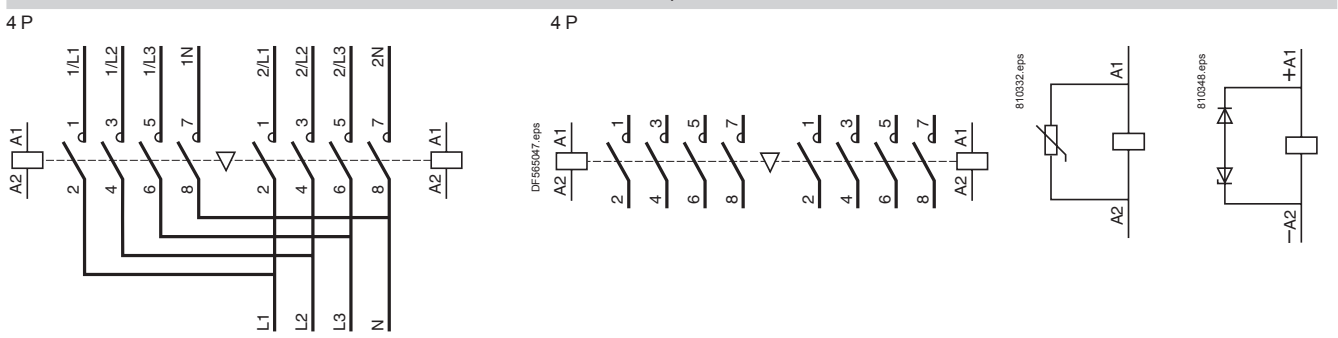 4 P
4 P
1/L1
1/L2
1/L3
1N
2/L1
2/L2
2/L3
2N
A1
A2
1
3
5
7
1
3
5
7
A1
A2
2
4
6
8
2
4
6
8
L1
L2
L3
N
DF565047.eps
A1
A2
1
3
5
7
1
3
5
7
A1
A2
2
4
6
8
2
4
6
8
810332.eps
A1
A2
810348.eps
+A1
–A2